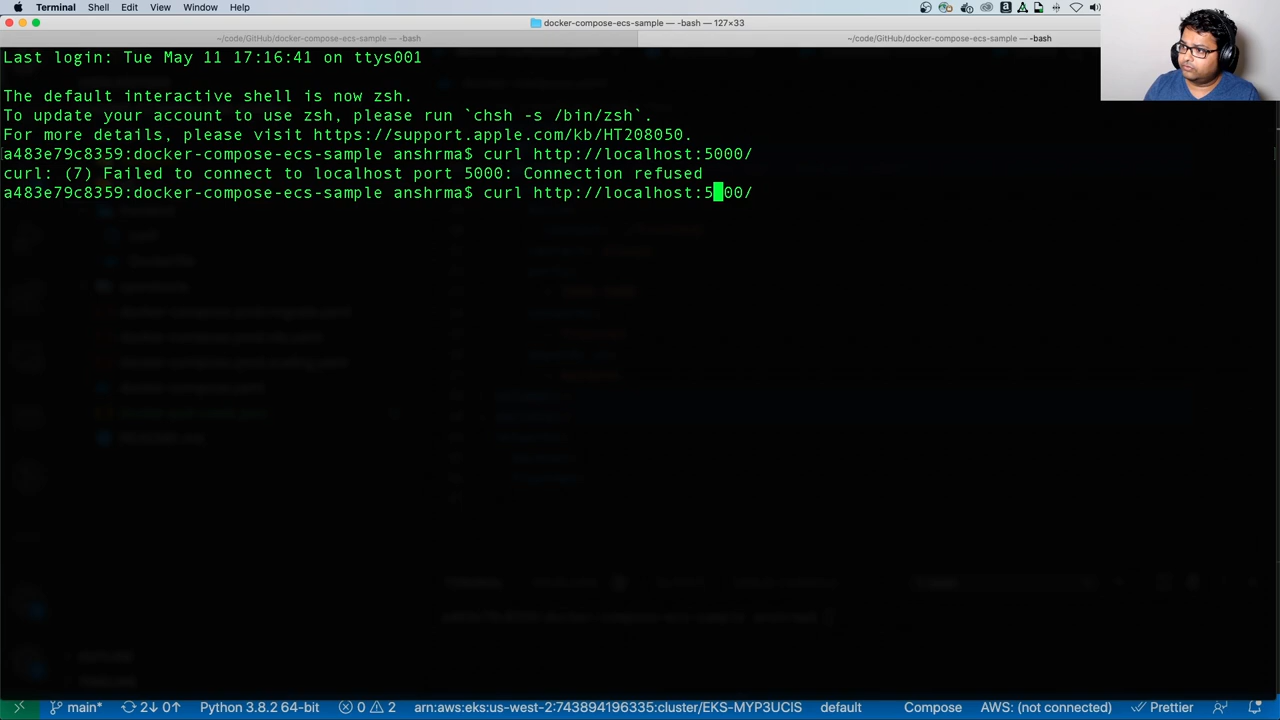 Terminal Shell Edit View Window Help
docker-compose-ecs-sample — -bash — 127×33
~/code/GitHub/docker-compose-ecs-sample — -bash
~/code/GitHub/docker-compose-ecs-sample — -bash
Last login: Tue May 11 17:16:41 on ttys001
The default interactive shell is now zsh.
To update your account to use zsh, please run `chsh -s /bin/zsh`.
For more details, please visit https://support.apple.com/kb/HT208050.
a483e79c8359:docker-compose-ecs-sample anshrma$ curl http://localhost:5000/
curl: (7) Failed to connect to localhost port 5000: Connection refused
a483e79c8359:docker-compose-ecs-sample anshrma$ curl http://localhost:5000/
main* 2↓ 0↑ Python 3.8.2 64-bit 0 2 arn:aws:eks:us-west-2:743894196335:cluster/EKS-MYP3UCIS default Compose AWS: (not connected) Prettier